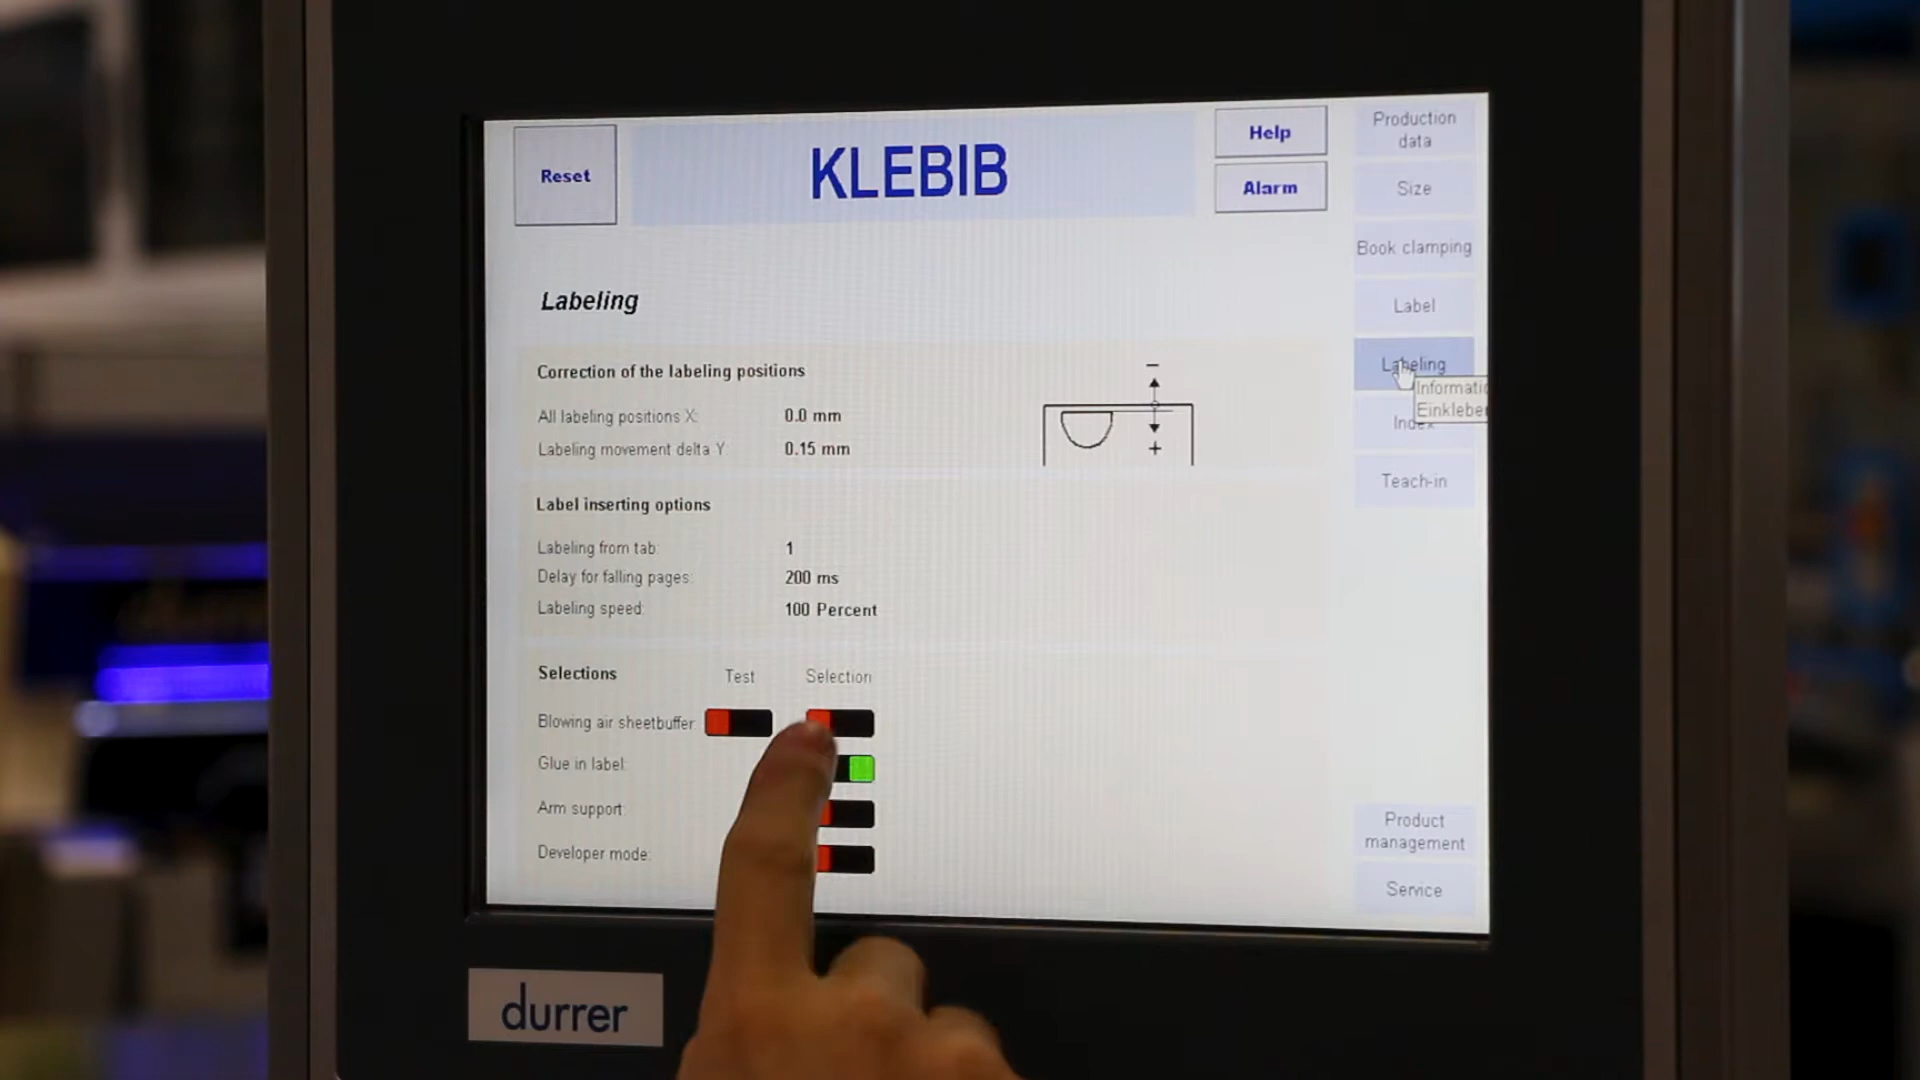 Reset
KLEBIB
Help
Alarm
Production
data
Size
Book clamping
Label
Labeling
Index
Teach-in
Product
management
Service
Labeling
Correction of the labeling positions
All labeling positions X: 0.0 mm
Labeling movement delta Y 0.15 mm
−
+
Label inserting options
Labeling from tab: 1
Delay for falling pages: 200 ms
Labeling speed: 100 Percent
Selections Test Selection
Blowing air sheetbuffer:
Glue in label:
Arm support:
Developer mode:
durrer